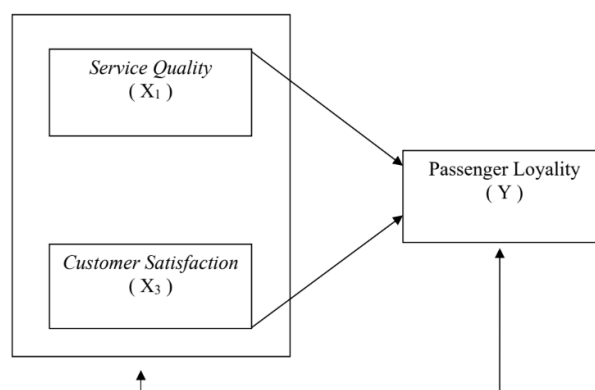 Service Quality
( X₁ )
Passenger Loyality
( Y )
Customer Satisfaction
( X₃ )